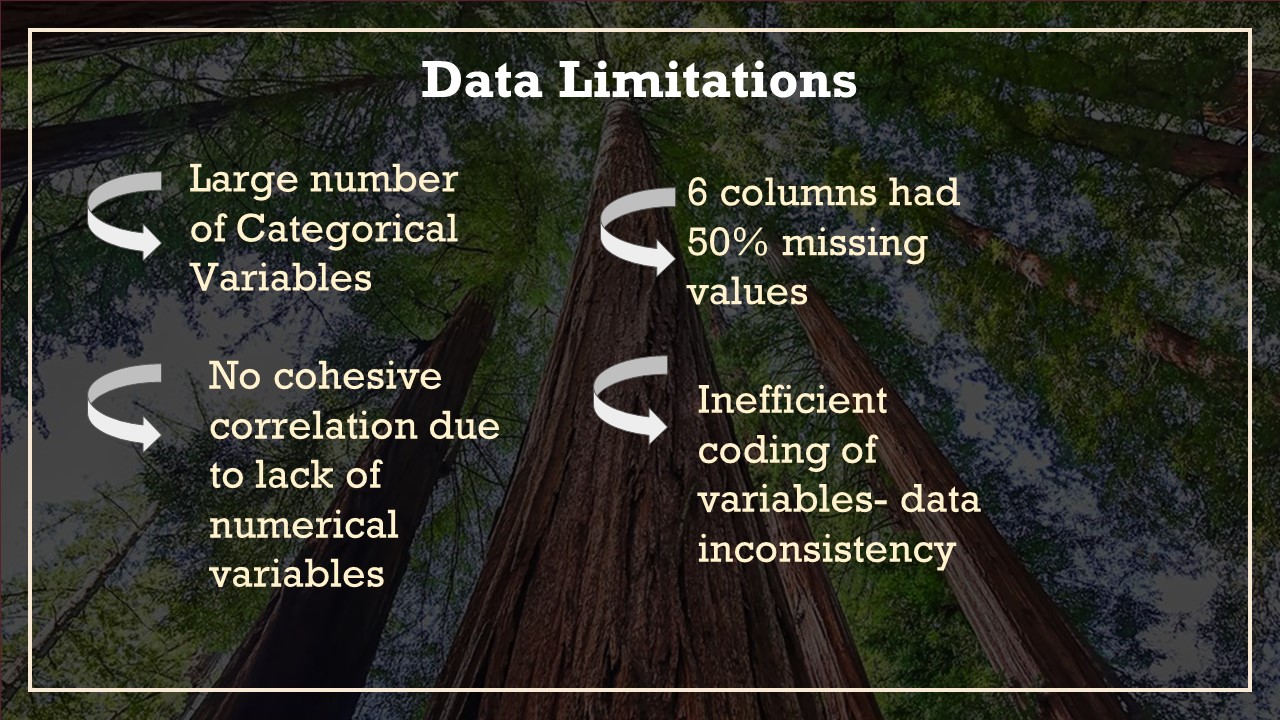 Data Limitations
Large number
of Categorical
Variables
6 columns had
50% missing
values
No cohesive
correlation due
to lack of
numerical
variables
Inefficient
coding of
variables- data
inconsistency